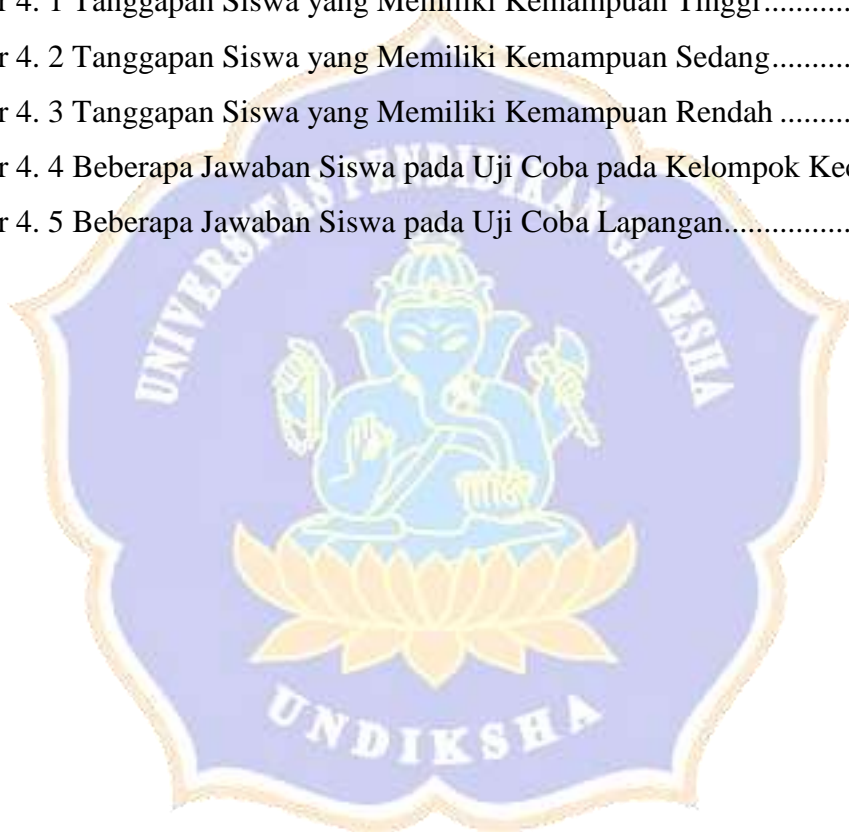 r 4. 1 Tanggapan Siswa yang Memiliki Kemampuan Tinggi...........
r 4. 2 Tanggapan Siswa yang Memiliki Kemampuan Sedang..........
r 4. 3 Tanggapan Siswa yang Memiliki Kemampuan Rendah .........
r 4. 4 Beberapa Jawaban Siswa pada Uji Coba pada Kelompok Kec
r 4. 5 Beberapa Jawaban Siswa pada Uji Coba Lapangan................
UNIVERSITAS PENDIDIKAN GANESHA
UNDIKSHA